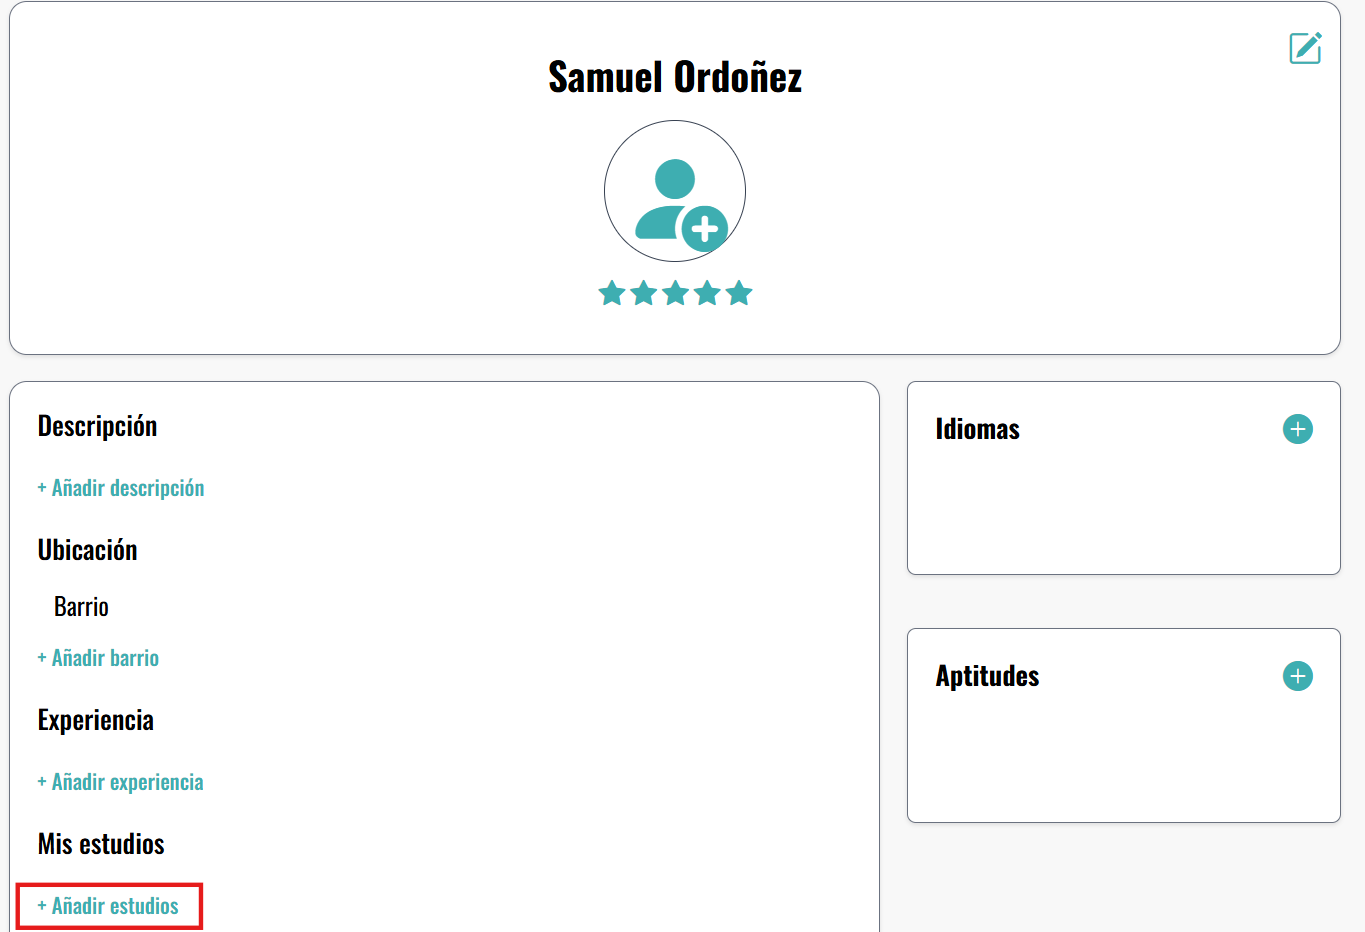 Samuel Ordoñez
Descripción
+ Añadir descripción
Ubicación
Barrio
+ Añadir barrio
Experiencia
+ Añadir experiencia
Mis estudios
+ Añadir estudios
Idiomas
Aptitudes